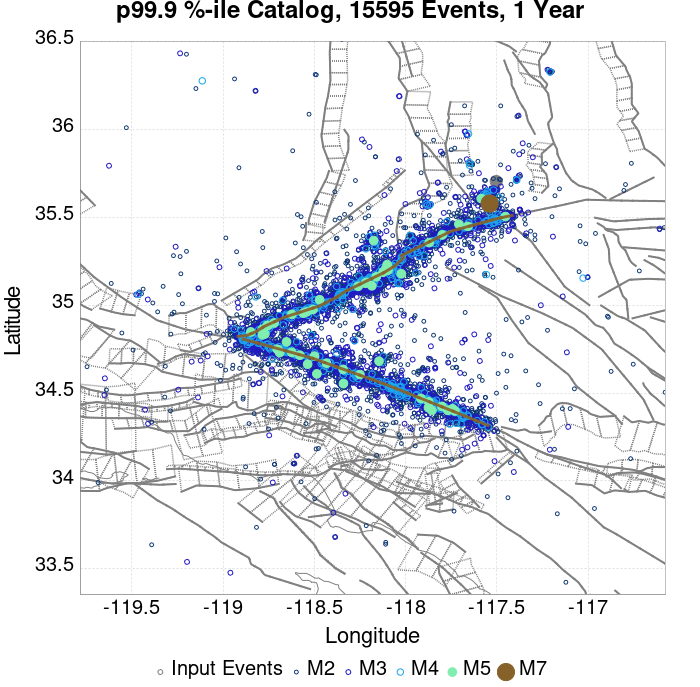 p99.9 %-ile Catalog, 15595 Events, 1 Year
36.5
36
35.5
35
34.5
34
33.5
Latitude
-119.5 -119 -118.5 -118 -117.5 -117
Longitude
Input Events M2 M3 M4 M5 M7